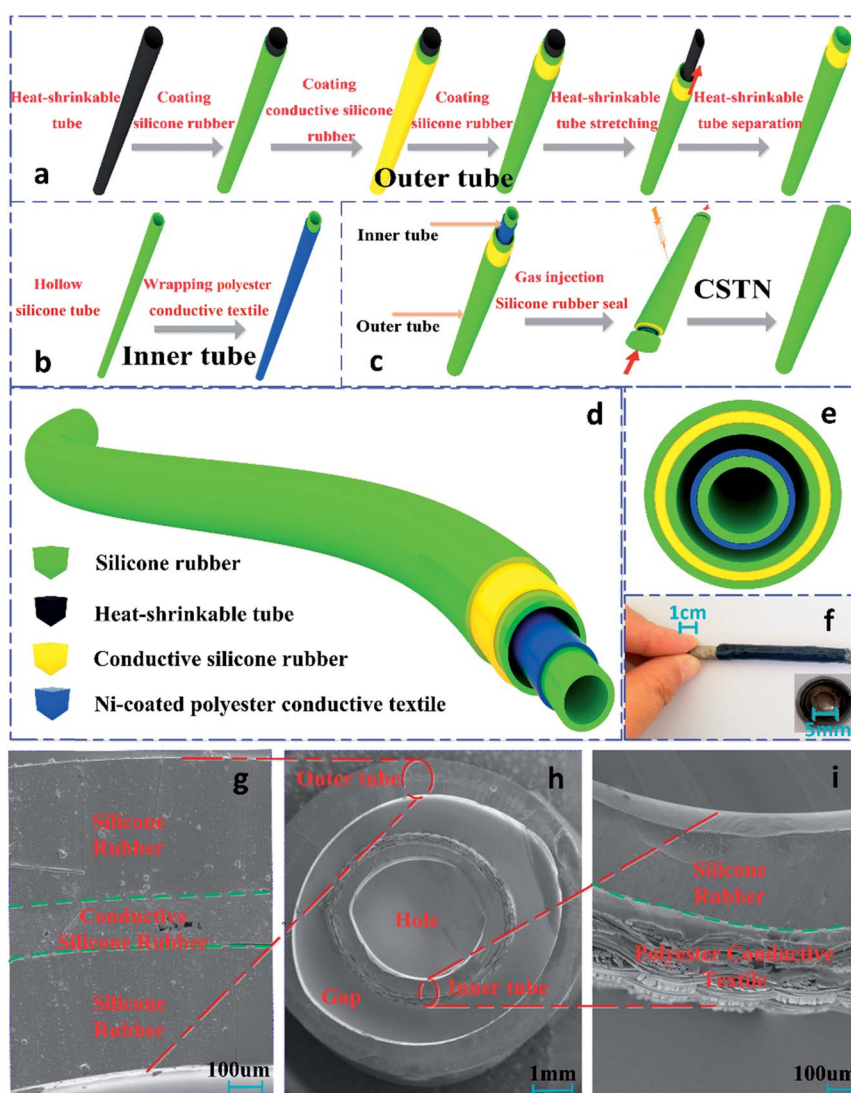 Heat-shrinkable
tube
Coating
silicone rubber
Coating
conductive silicone
rubber
Coating
silicone rubber
Heat-shrinkable
tube stretching
Heat-shrinkable
tube separation
a
Outer tube
Hollow
silicone tube
Wrapping polyester
conductive textile
b
Inner tube
Inner tube
Outer tube
Gas injection
Silicone rubber seal
CSTN
c
d
Silicone rubber
Heat-shrinkable tube
Conductive silicone rubber
Ni-coated polyester conductive textile
e
1cm
f
5mm
g
Silicone
Rubber
Conductive
Silicone Rubber
Silicone
Rubber
100um
Outer tube
h
Hole
Gap
Inner tube
1mm
i
Silicone
Rubber
Polyester Conductive
Textile
100um